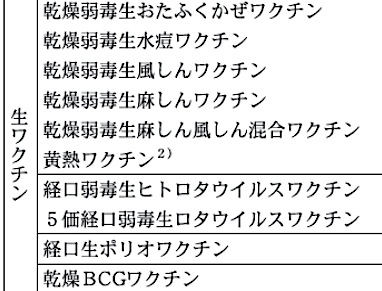 生ワクチン
乾燥弱毒生おたふくかぜワクチン
乾燥弱毒生水痘ワクチン
乾燥弱毒生風しんワクチン
乾燥弱毒生麻しんワクチン
乾燥弱毒生麻しん風しん混合ワクチン
黄熱ワクチン2)
経口弱毒生ヒトロタウイルスワクチン
5価経口弱毒生ロタウイルスワクチン
経口生ポリオワクチン
乾燥BCGワクチン